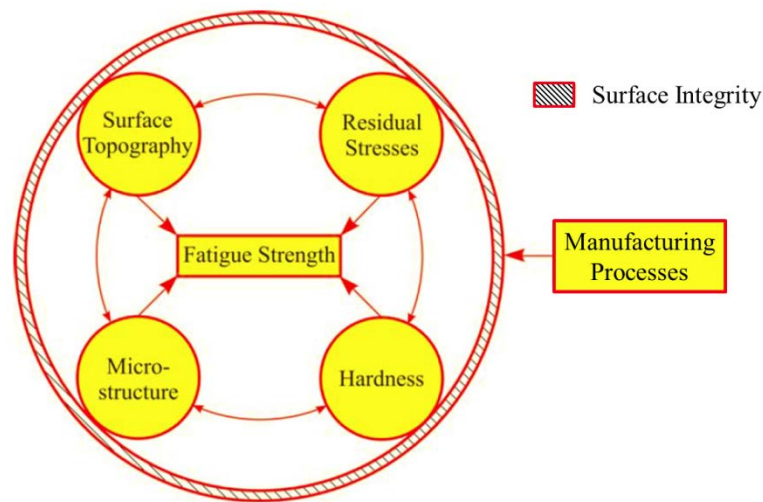 Surface
Topography
Residual
Stresses
Surface Integrity
Fatigue Strength
Manufacturing
Processes
Micro-
structure
Hardness